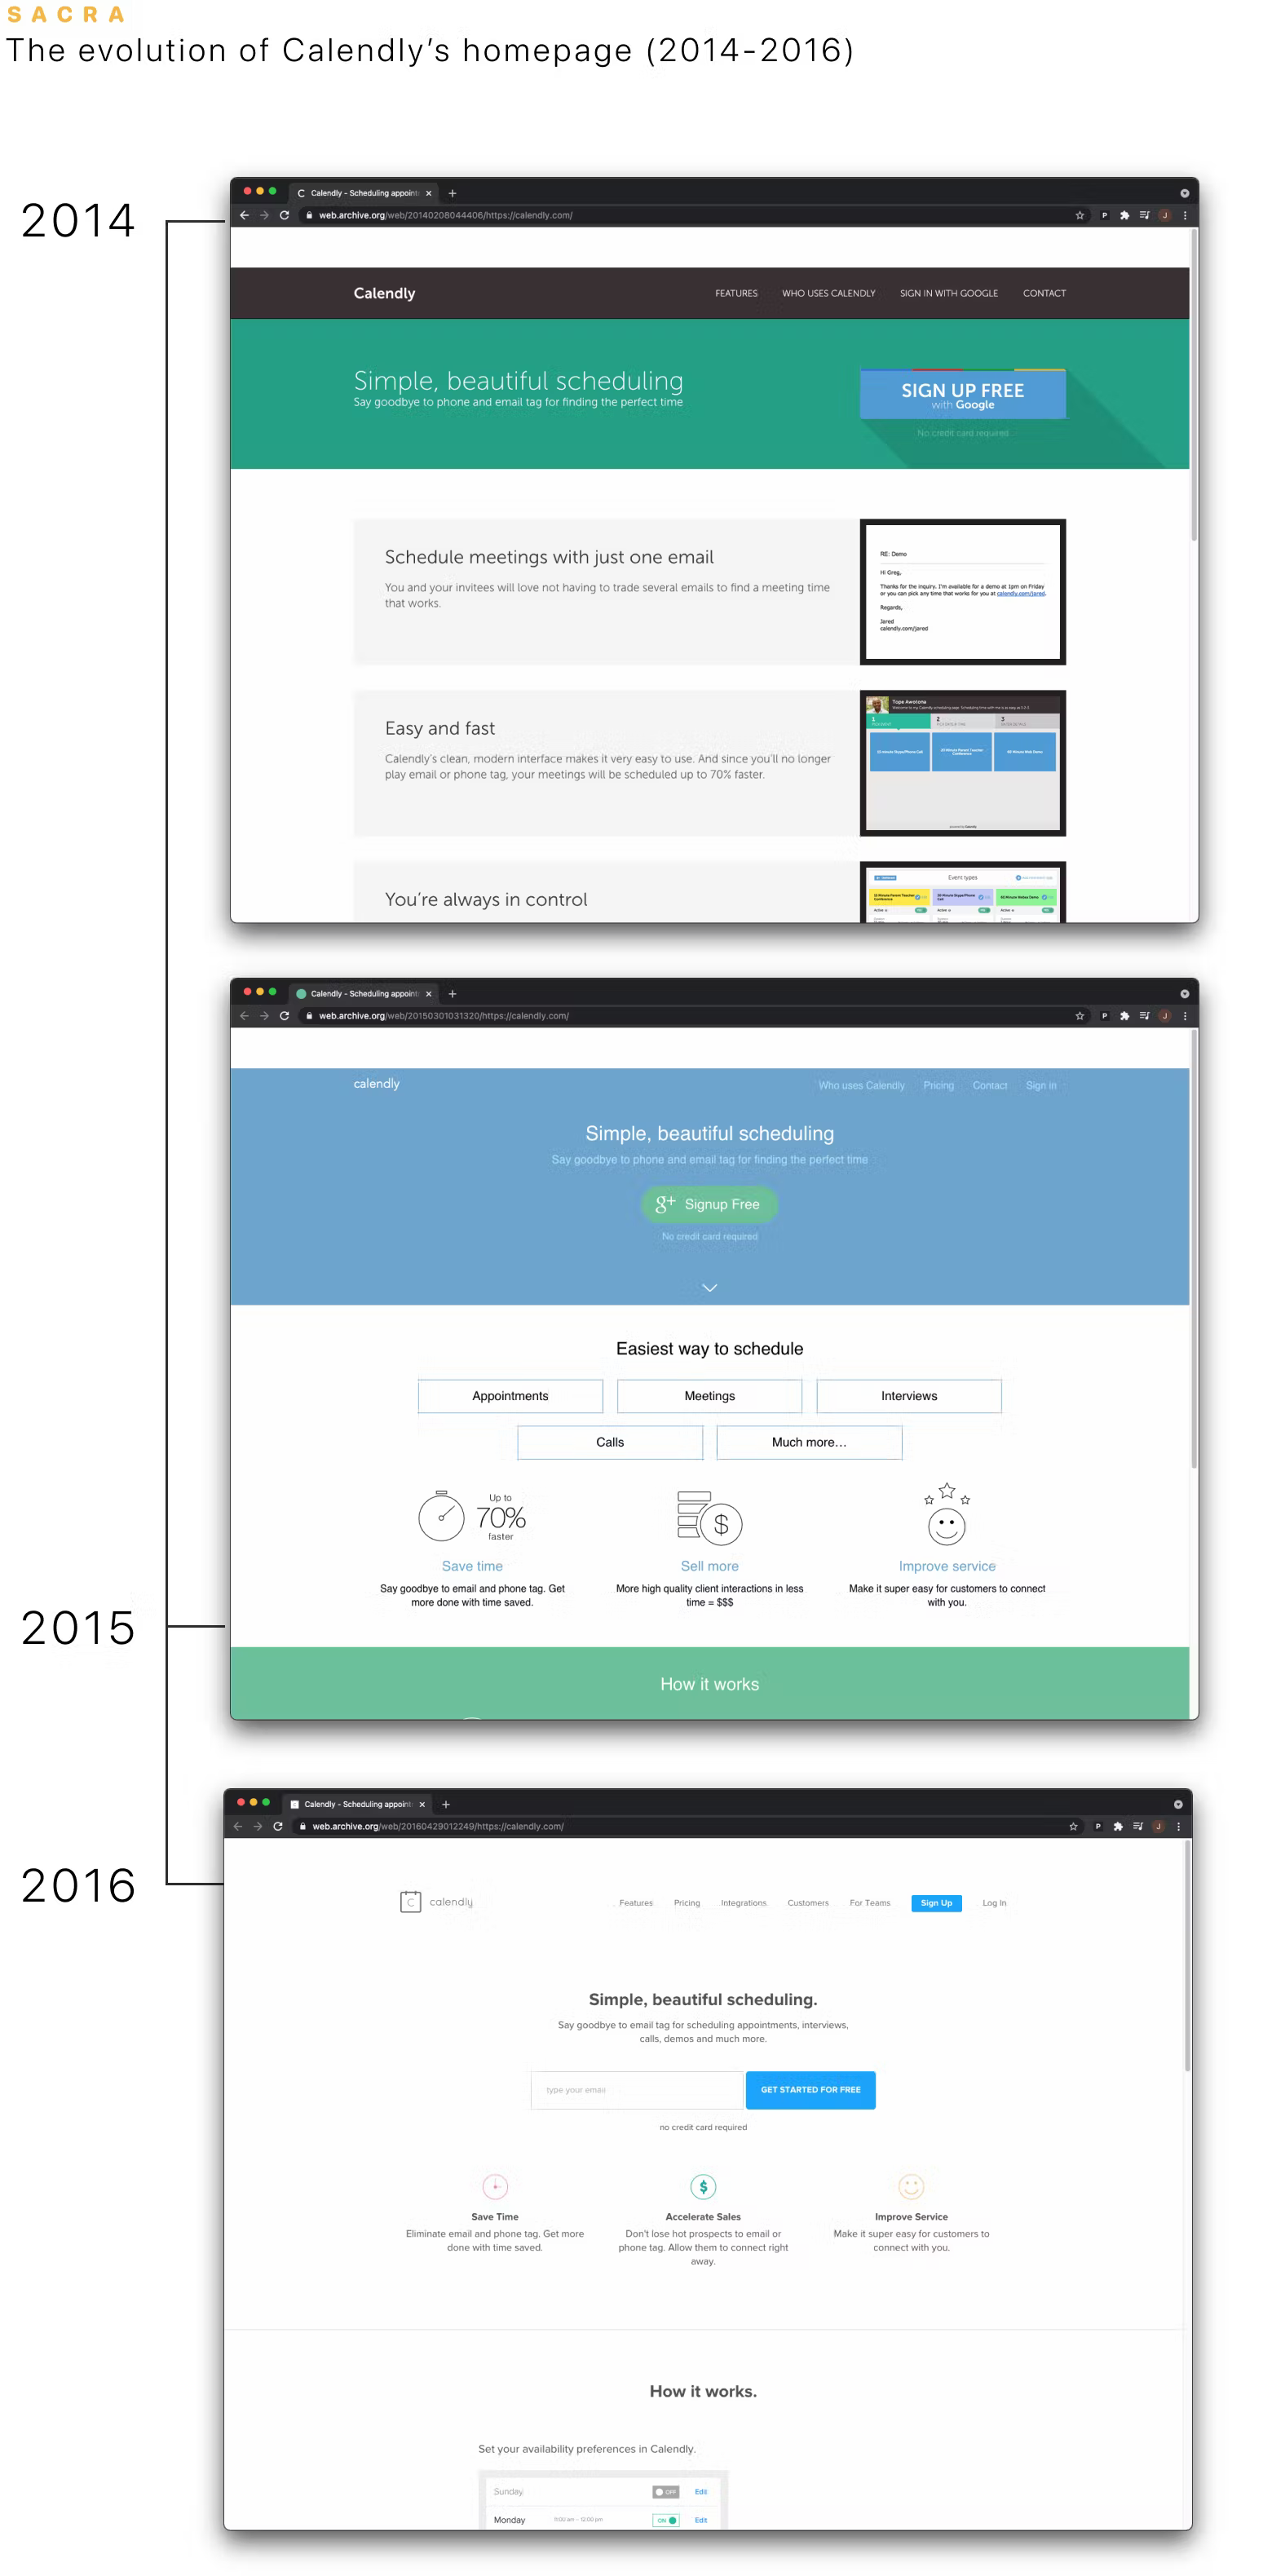 SACRA
The evolution of Calendly's homepage (2014-2016)
2014
Calendly - Scheduling appoint
web.archive.org/web/20140208044406/https://calendly.com/
P
J
Calendly
FEATURES
WHO USES CALENDLY
SIGN IN WITH GOOGLE
CONTACT
Simple, beautiful scheduling
Say goodbye to phone and email tag for finding the perfect time
SIGN UP FREE
with Google
No credit card required
Schedule meetings with just one email
You and your invitees will love not having to trade several emails to find a meeting time
that works.
RE: Demo
Hi Greg,
Thanks for the inquiry. I'm available for a demo at 1pm on Friday
or you can pick any time that works for you at calendly.com/jared.
Regards,
Jared
calendly.com/jared
Easy and fast
Calendly's clean, modern interface makes it very easy to use. And since you'll no longer
play email or phone tag, your meetings will be scheduled up to 70% faster.
Tope Awotona
1
2
3
You're always in control
Event types
2015
Calendly - Scheduling appoint
web.archive.org/web/20150301031320/https://calendly.com/
P
J
calendly
Who uses Calendly
Pricing
Contact
Sign in
Simple, beautiful scheduling
Say goodbye to phone and email tag for finding the perfect time
g+ Signup Free
No credit card required
Easiest way to schedule
Appointments
Meetings
Interviews
Calls
Much more...
Up to
70%
faster
$
Save time
Sell more
Improve service
Say goodbye to email and phone tag. Get
more done with time saved.
More high quality client interactions in less
time = $$$
Make it super easy for customers to connect
with you.
How it works
2016
Calendly - Scheduling appoint
web.archive.org/web/20160429012249/https://calendly.com/
P
J
C
calendly
Features
Pricing
Integrations
Customers
For Teams
Sign Up
Log In
Simple, beautiful scheduling.
Say goodbye to email tag for scheduling appointments, interviews,
calls, demos and much more.
type your email
GET STARTED FOR FREE
no credit card required
$
Save Time
Accelerate Sales
Improve Service
Eliminate email and phone tag. Get more
done with time saved.
Don't lose hot prospects to email or
phone tag. Allow them to connect right
away.
Make it super easy for customers to
connect with you.
How it works.
Set your availability preferences in Calendly.
Sunday
OFF
Edit
Monday
9:00 am - 12:00 pm
ON
Edit